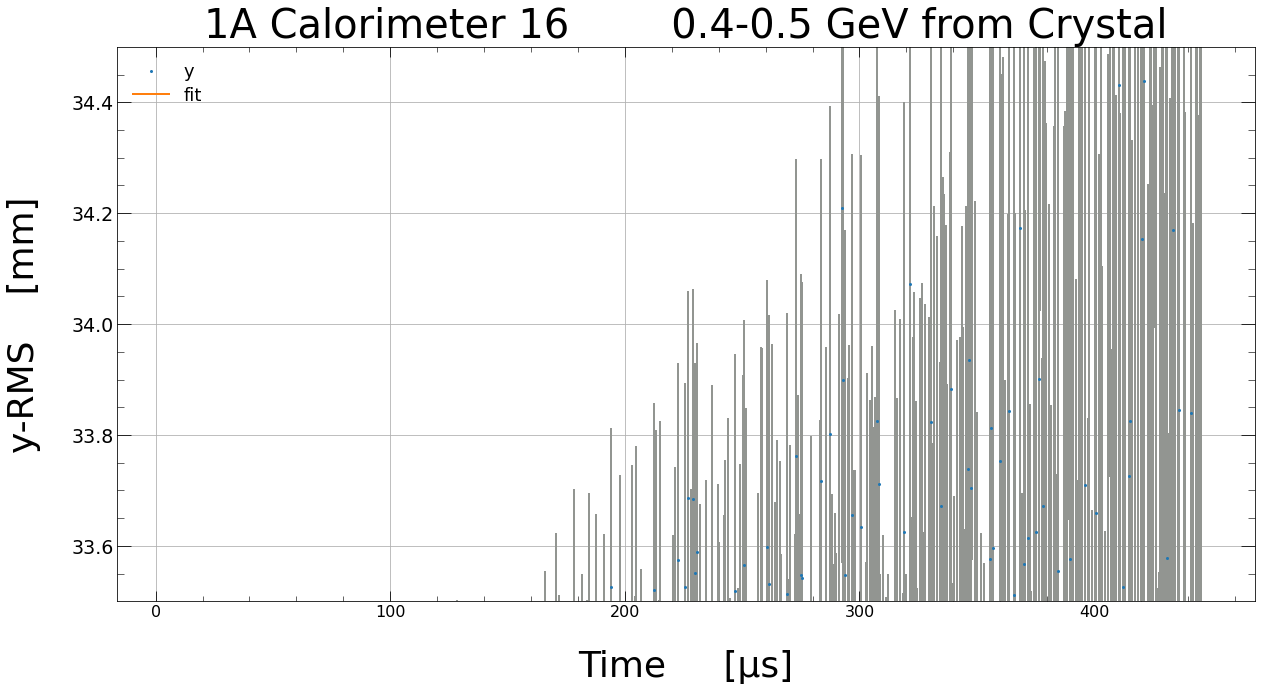 1A Calorimeter 16 0.4-0.5 GeV from Crystal
y
fit
34.4
34.2
34.0
33.8
33.6
y-RMS [mm]
0 100 200 300 400
Time [µs]